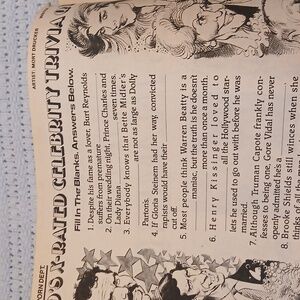 ARTIST: MORT DRUCKER
PORN DEPT.
X-RATED CELEBRITY TRIVIA
Fill In The Blanks. Answers Below.
1. Despite his fame as a lover, Burt Reynolds
suffers from premature
2. On their wedding night, Prince Charles and
Lady Diana seven times.
3. Everybody knows that Bette Midler's
are not as large as Dolly
Parton's.
4. If Gloria Steinem had her way, convicted
rapists would have their
cut off.
5. Most people think Warren Beatty is a
maniac, but the truth is he doesn't
more than once a month.
6. Henry Kissinger loved to
the Hollywood star-
lets he used to go out with before he was
married.
7. Although Truman Capote frankly con-
fesses to being one, Gore Vidal has never
openly admitted he's a
8. Brooke Shields still winces when she
thinks of all the